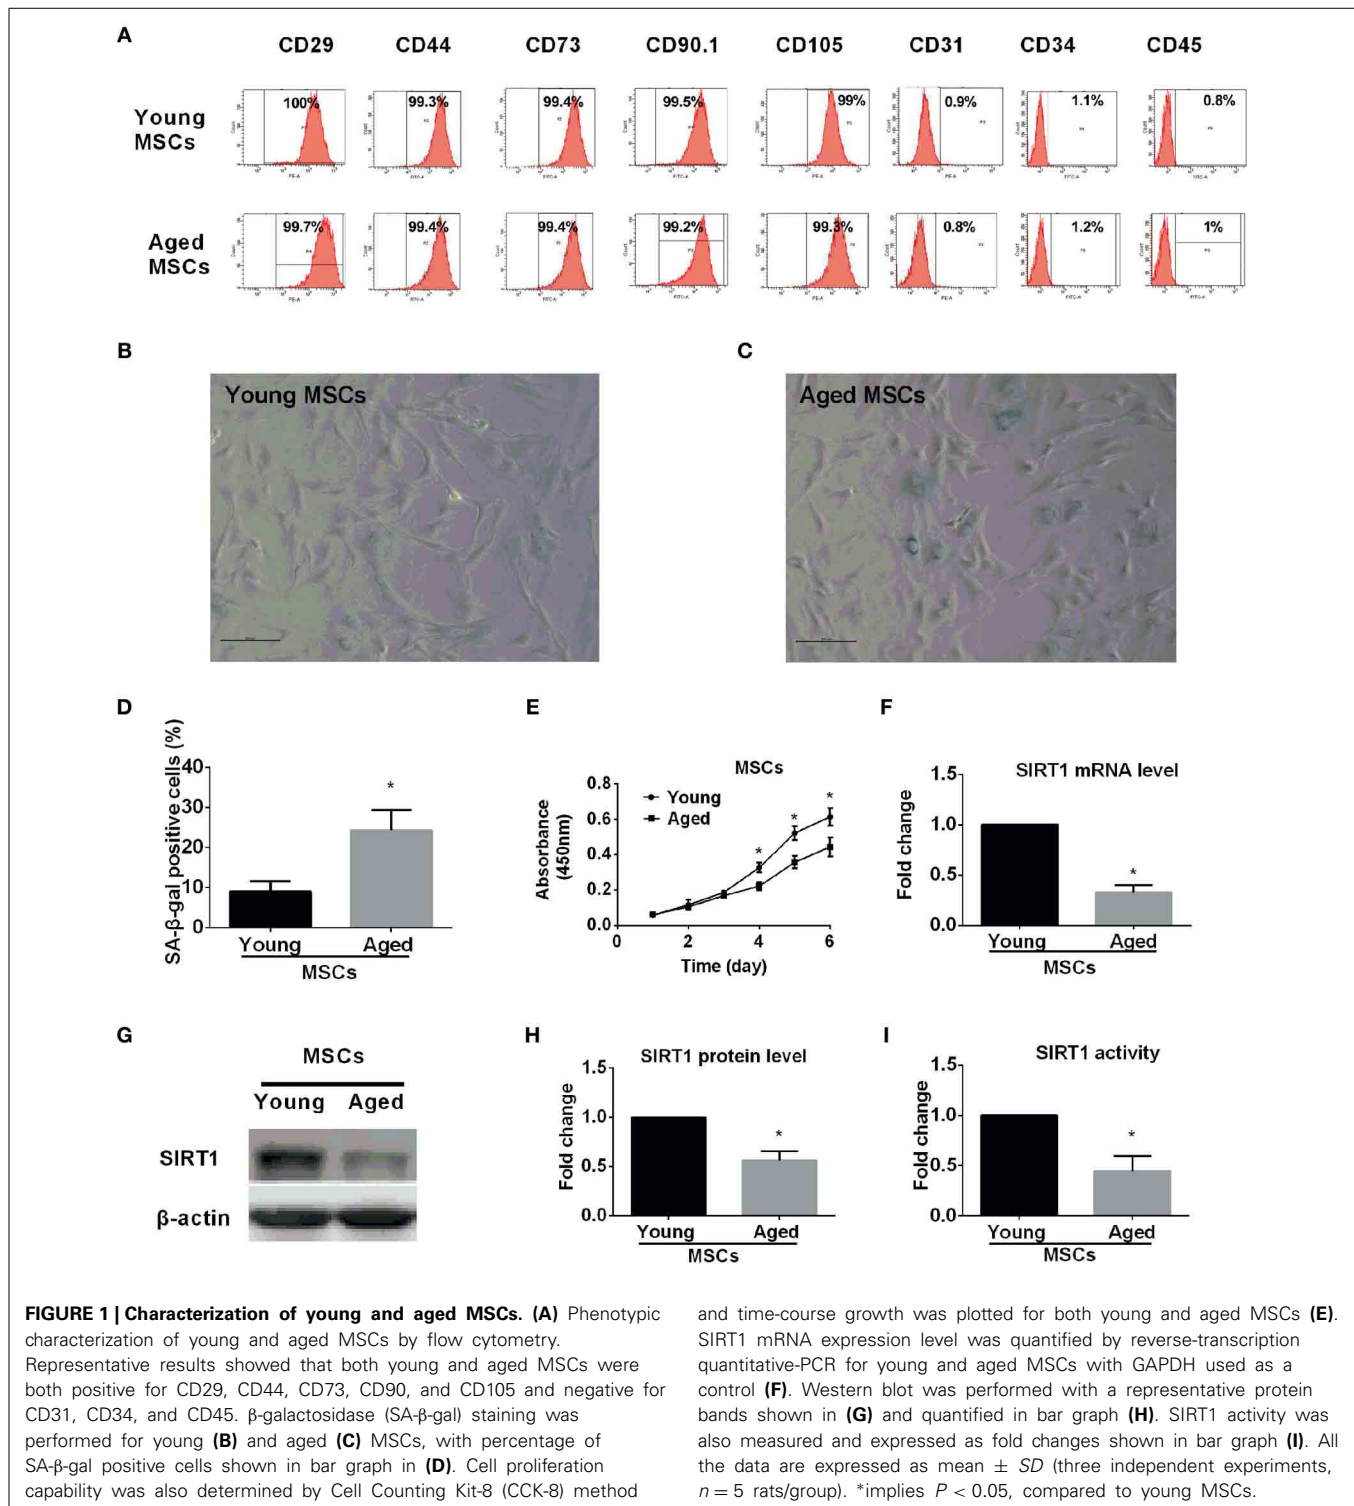 A
CD29 CD44 CD73 CD90.1 CD105 CD31 CD34 CD45
Young
MSCs
100% 99.3% 99.4% 99.5% 99% 0.9% 1.1% 0.8%
Aged
MSCs
99.7% 99.4% 99.4% 99.2% 99.3% 0.8% 1.2% 1%
B
Young MSCs
C
Aged MSCs
D
SA-β-gal positive cells (%)
40
30
20
10
0
Young Aged
MSCs
*
E
MSCs
Absorbance
(450nm)
0.8
0.6
0.4
0.2
0.0
Young
Aged
* * *
0 2 4 6
Time (day)
F
SIRT1 mRNA level
Fold change
1.5
1.0
0.5
0.0
*
Young Aged
MSCs
G
MSCs
Young Aged
SIRT1
β-actin
H
SIRT1 protein level
Fold change
1.5
1.0
0.5
0.0
*
Young Aged
MSCs
I
SIRT1 activity
Fold change
1.5
1.0
0.5
0.0
*
Young Aged
MSCs
FIGURE 1 | Characterization of young and aged MSCs. (A) Phenotypic
characterization of young and aged MSCs by flow cytometry.
Representative results showed that both young and aged MSCs were
both positive for CD29, CD44, CD73, CD90, and CD105 and negative for
CD31, CD34, and CD45. β-galactosidase (SA-β-gal) staining was
performed for young (B) and aged (C) MSCs, with percentage of
SA-β-gal positive cells shown in bar graph in (D). Cell proliferation
capability was also determined by Cell Counting Kit-8 (CCK-8) method
and time-course growth was plotted for both young and aged MSCs (E).
SIRT1 mRNA expression level was quantified by reverse-transcription
quantitative-PCR for young and aged MSCs with GAPDH used as a
control (F). Western blot was performed with a representative protein
bands shown in (G) and quantified in bar graph (H). SIRT1 activity was
also measured and expressed as fold changes shown in bar graph (I). All
the data are expressed as mean ± SD (three independent experiments,
n = 5 rats/group). *implies P < 0.05, compared to young MSCs.